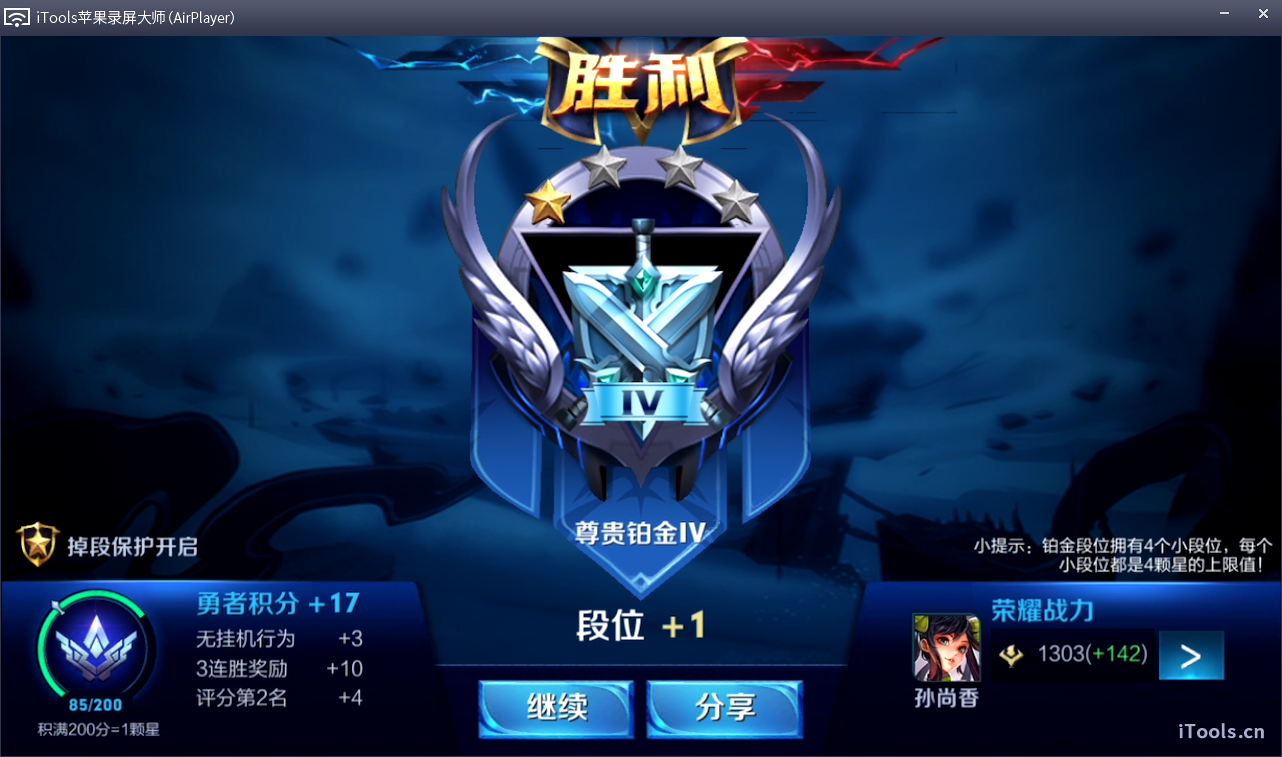 iTools苹果录屏大师(AirPlayer)
胜利
IV
尊贵铂金IV
掉段保护开启
小提示：铂金段位拥有4个小段位，每个
小段位都是4颗星的上限值！
段位 +1
勇者积分 +17
无挂机行为 +3
3连胜奖励 +10
评分第2名 +4
85/200
积满200分=1颗星
继续
分享
荣耀战力
1303(+142)
>
孙尚香
iTools.cn